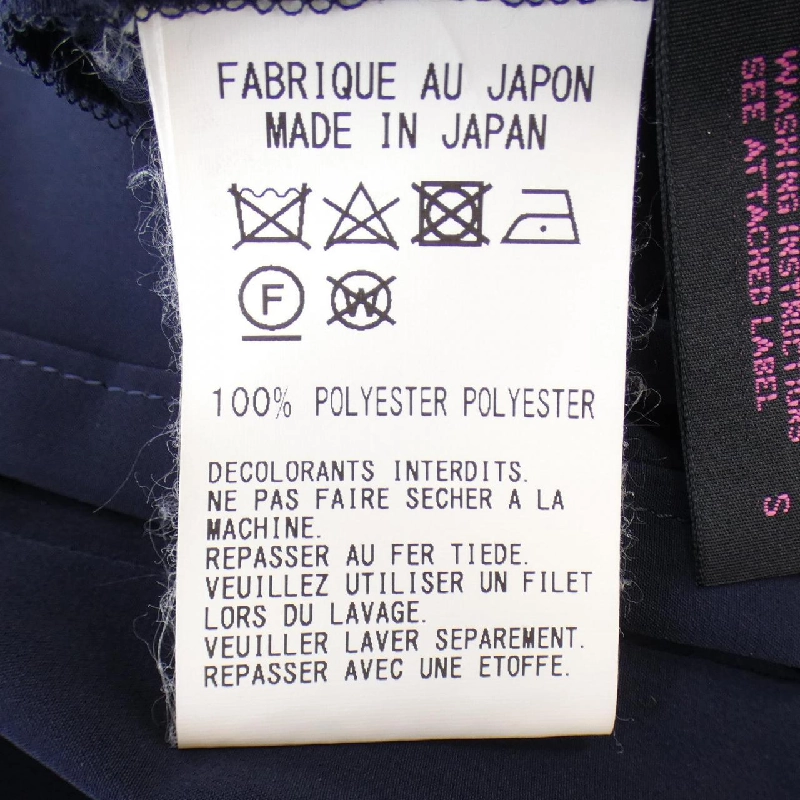 FABRIQUE AU JAPON
MADE IN JAPAN
F
W
100% POLYESTER POLYESTER
DECOLORANTS INTERDITS.
NE PAS FAIRE SECHER A LA
MACHINE.
REPASSER AU FER TIEDE.
VEUILLEZ UTILISER UN FILET
LORS DU LAVAGE.
VEUILLER LAVER SEPAREMENT.
REPASSER AVEC UNE ETOFFE.
WASHING INSTRUCTIONS
SEE ATTACHED LABEL
S